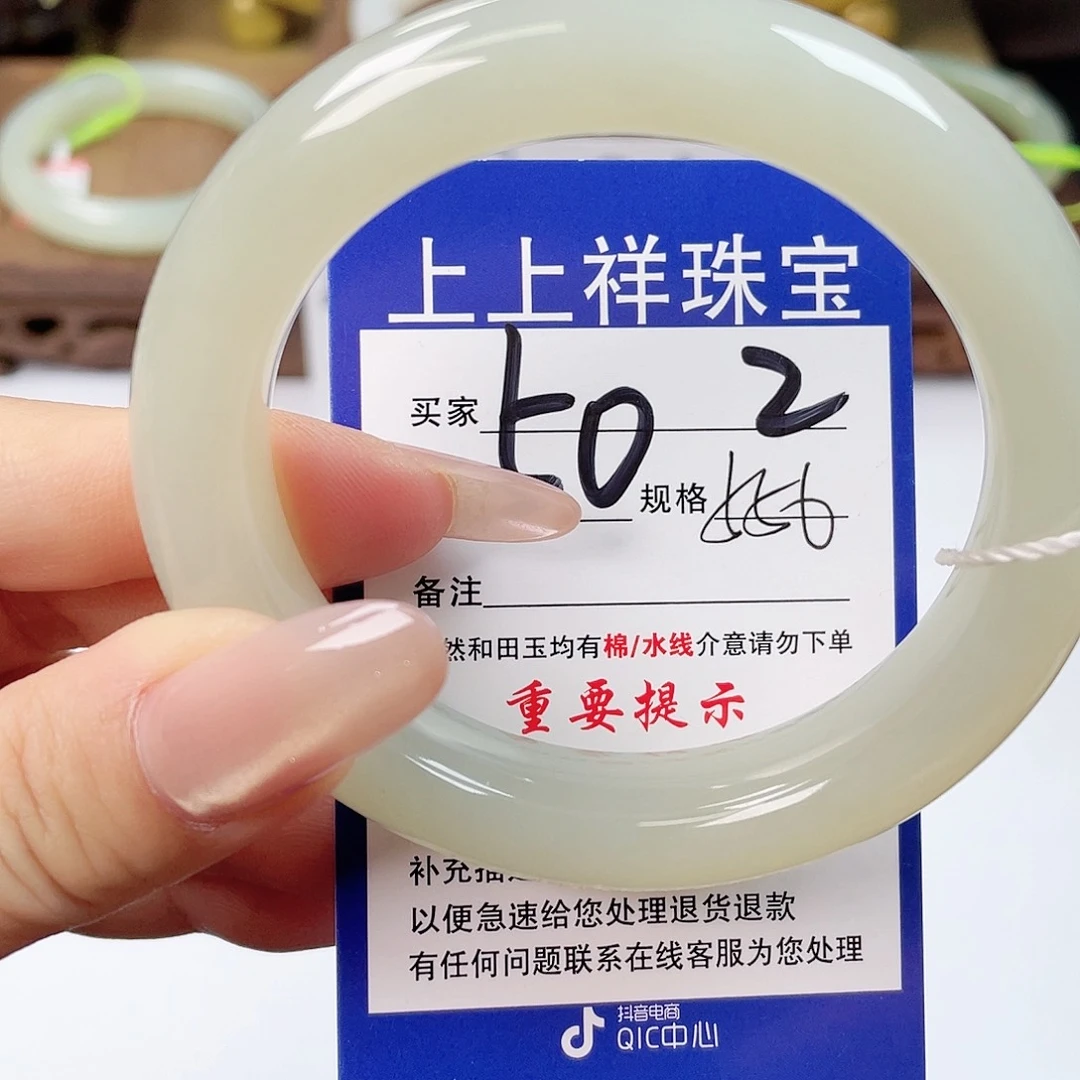 上上祥珠宝
买家
2
规格
备注
然和田玉均有棉/水线介意请勿下单
重要提示
补充描
以便急速给您处理退货退款
有任何问题联系在线客服为您处理
抖音电商
QIC中心